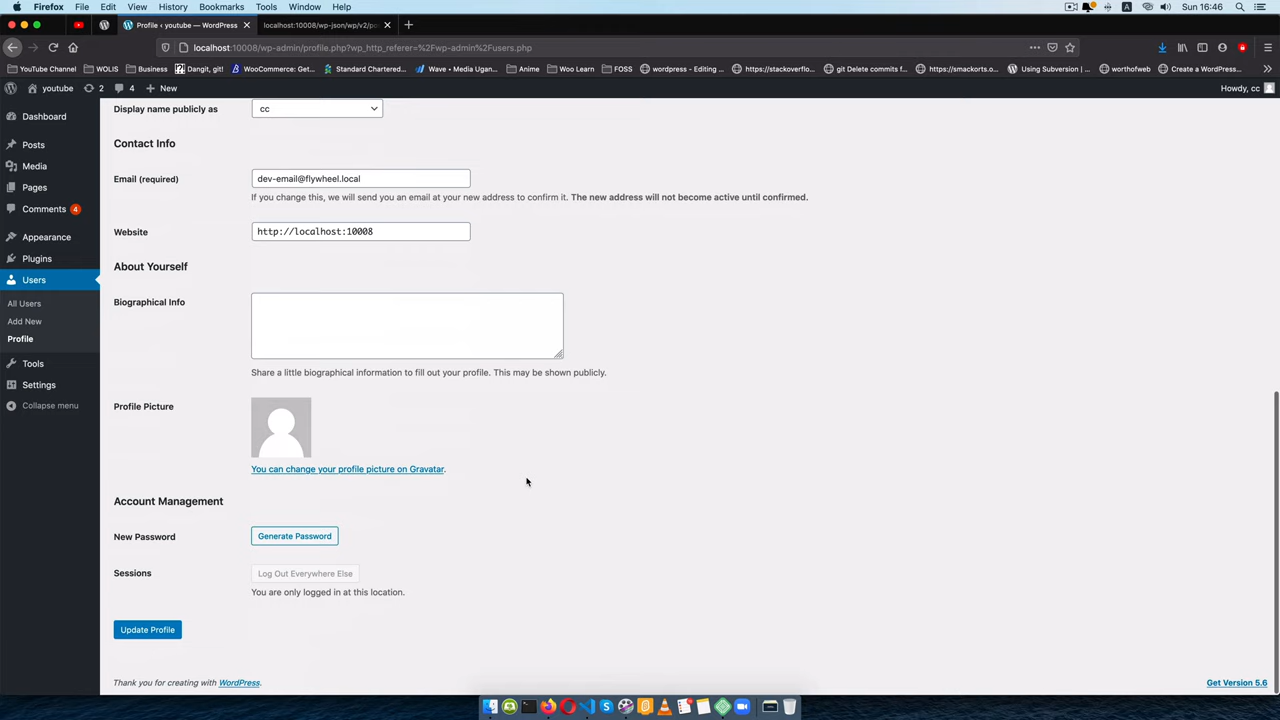 Firefox File Edit View History Bookmarks Tools Window Help
Sun 16:46
Profile ‹ youtube — WordPress
localhost:10008/wp-json/wp/v2/po
localhost:10008/wp-admin/profile.php?wp_http_referer=%2Fwp-admin%2Fusers.php
YouTube Channel WOLIS Business Dangit, git! WooCommerce: Get... Standard Chartered... Wave • Media Ugan... Anime Woo Learn FOSS wordpress - Editing ... https://stackoverflo... git Delete commits f... https://smackorts.o... Using Subversion |... worthofweb Create a WordPress...
youtube 2 4 New
Howdy, cc
Dashboard
Posts
Media
Pages
Comments 4
Appearance
Plugins
Users
All Users
Add New
Profile
Tools
Settings
Collapse menu
Display name publicly as cc
Contact Info
Email (required) dev-email@flywheel.local
If you change this, we will send you an email at your new address to confirm it. The new address will not become active until confirmed.
Website http://localhost:10008
About Yourself
Biographical Info
Share a little biographical information to fill out your profile. This may be shown publicly.
Profile Picture
You can change your profile picture on Gravatar.
Account Management
New Password Generate Password
Sessions Log Out Everywhere Else
You are only logged in at this location.
Update Profile
Thank you for creating with WordPress.
Get Version 5.6